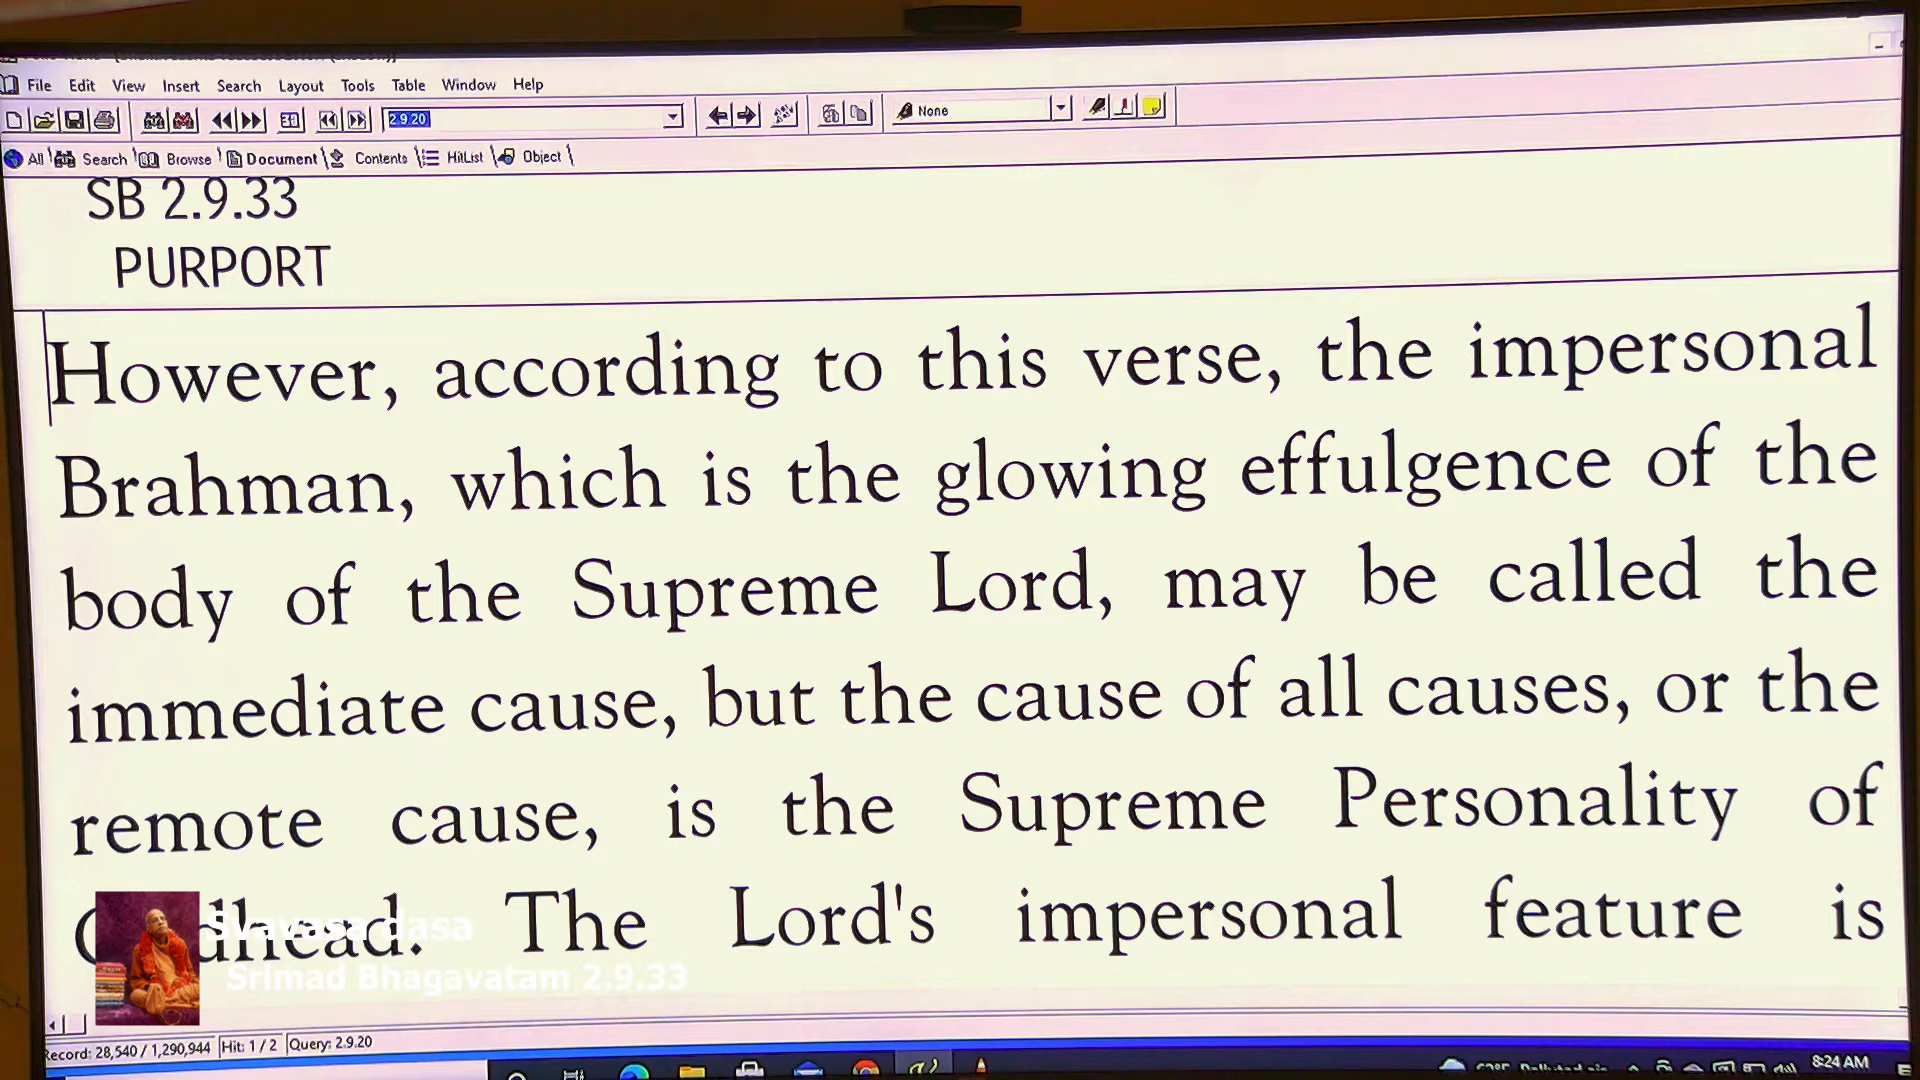 File Edit View Insert Search Layout Tools Table Window Help
2.9.20
None
All Search Browse Document Contents HitList Object
SB 2.9.33
PURPORT
However, according to this verse, the impersonal
Brahman, which is the glowing effulgence of the
body of the Supreme Lord, may be called the
immediate cause, but the cause of all causes, or the
remote cause, is the Supreme Personality of
Godhead. The Lord's impersonal feature is
Svavasa dasa
Srimad Bhagavatam 2.9.33
Record: 28,540 / 1,290,944 Hit: 1 / 2 Query: 2.9.20
8:24 AM